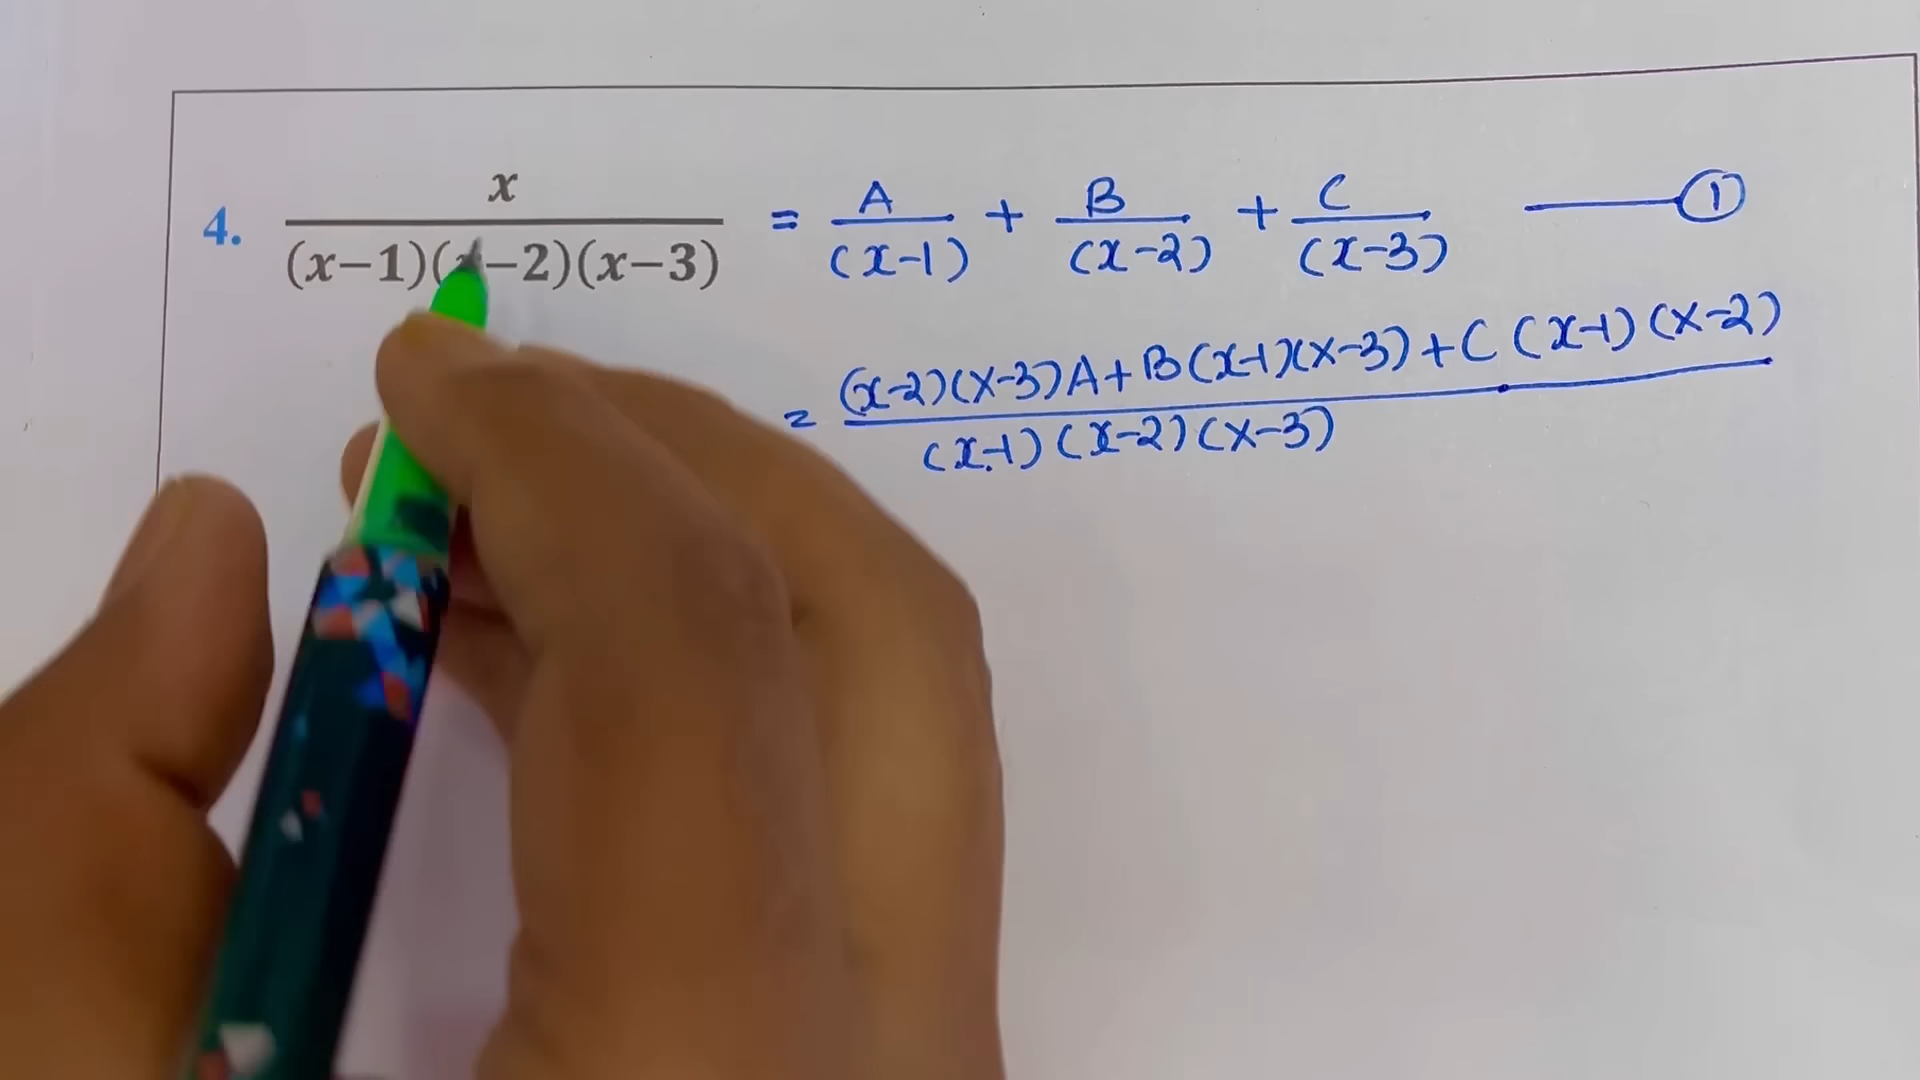 4. x/((x-1)(x-2)(x-3)) = A/(x-1) + B/(x-2) + C/(x-3) —— ①
= ((x-2)(x-3)A+B(x-1)(x-3)+C(x-1)(x-2))/((x-1)(x-2)(x-3))